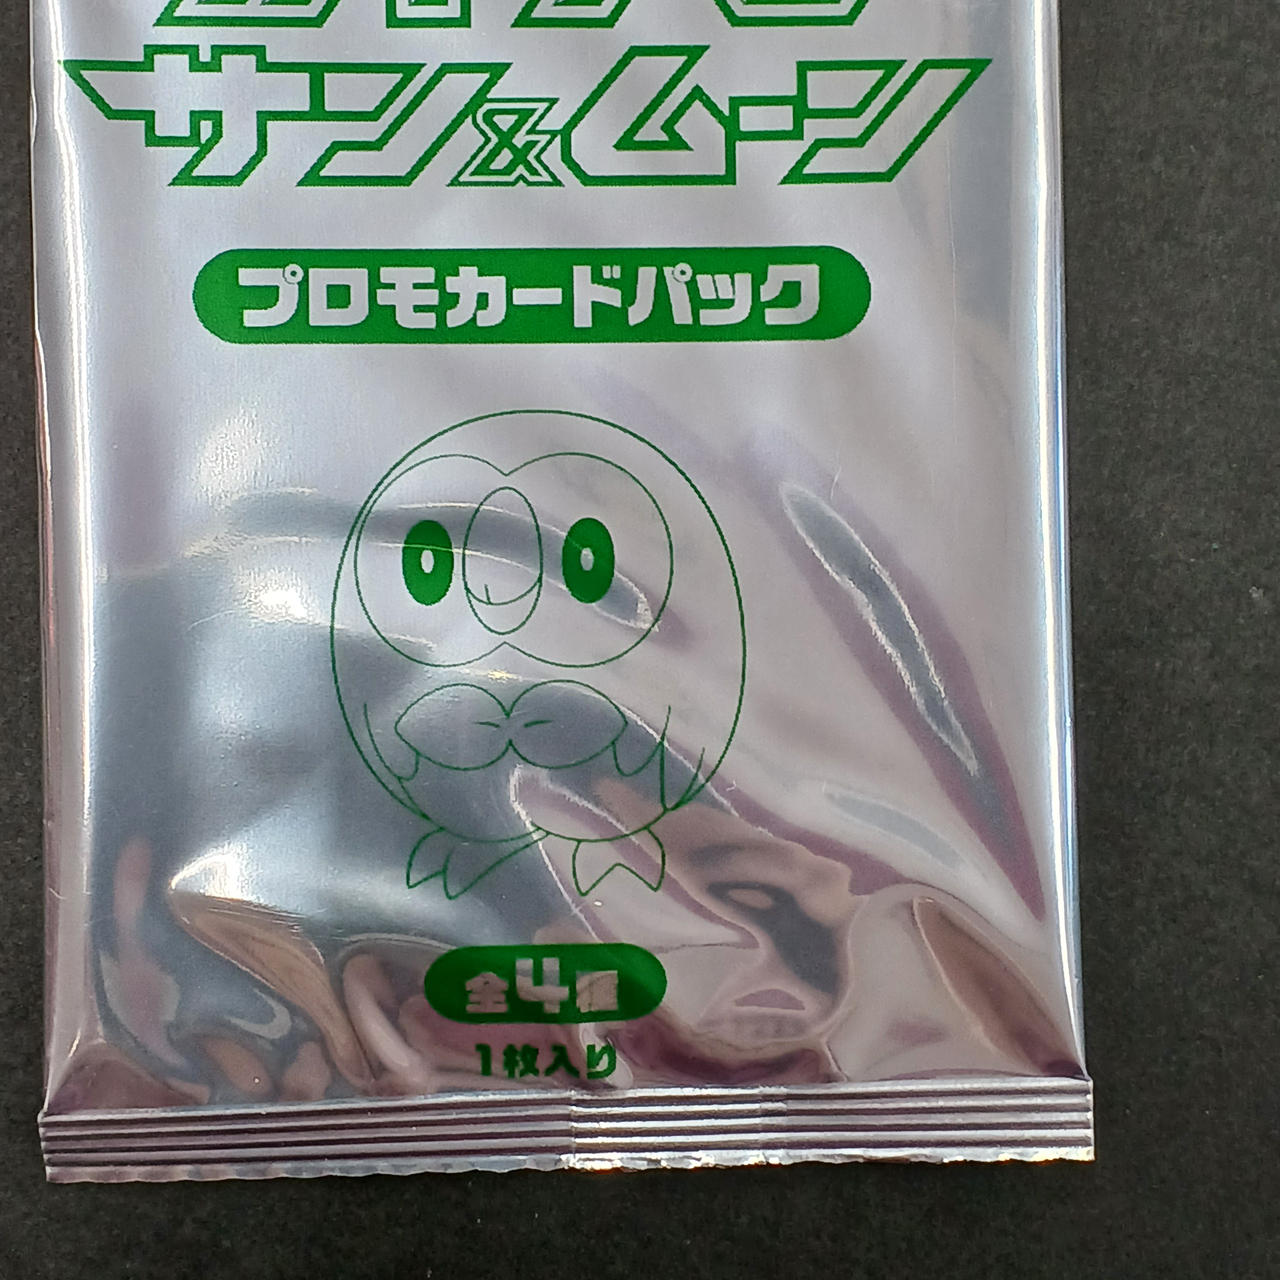 サン&ムーン
プロモカードパック
全4種
1枚入り